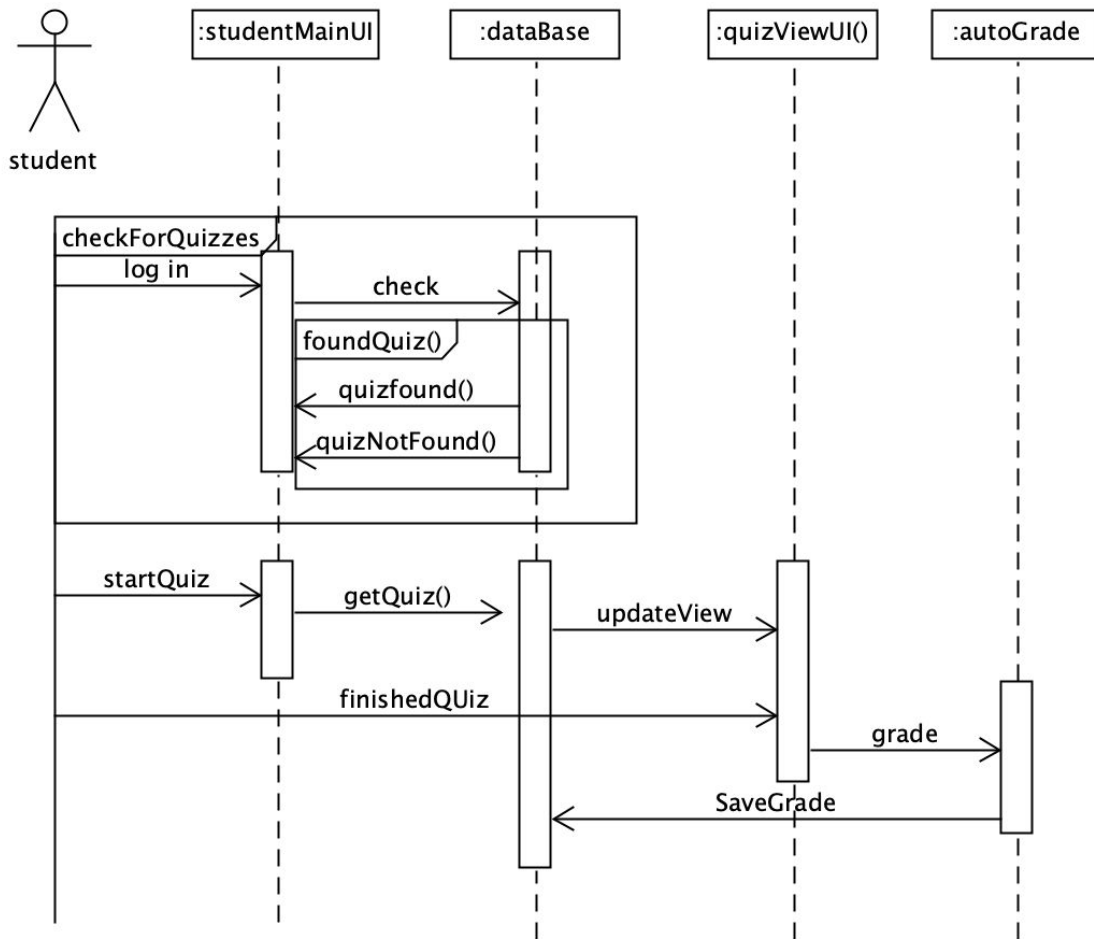 :studentMainUI
:dataBase
:quizViewUI()
:autoGrade
student
checkForQuizzes
log in
check
foundQuiz()
quizfound()
quizNotFound()
startQuiz
getQuiz()
updateView
finishedQUiz
grade
SaveGrade